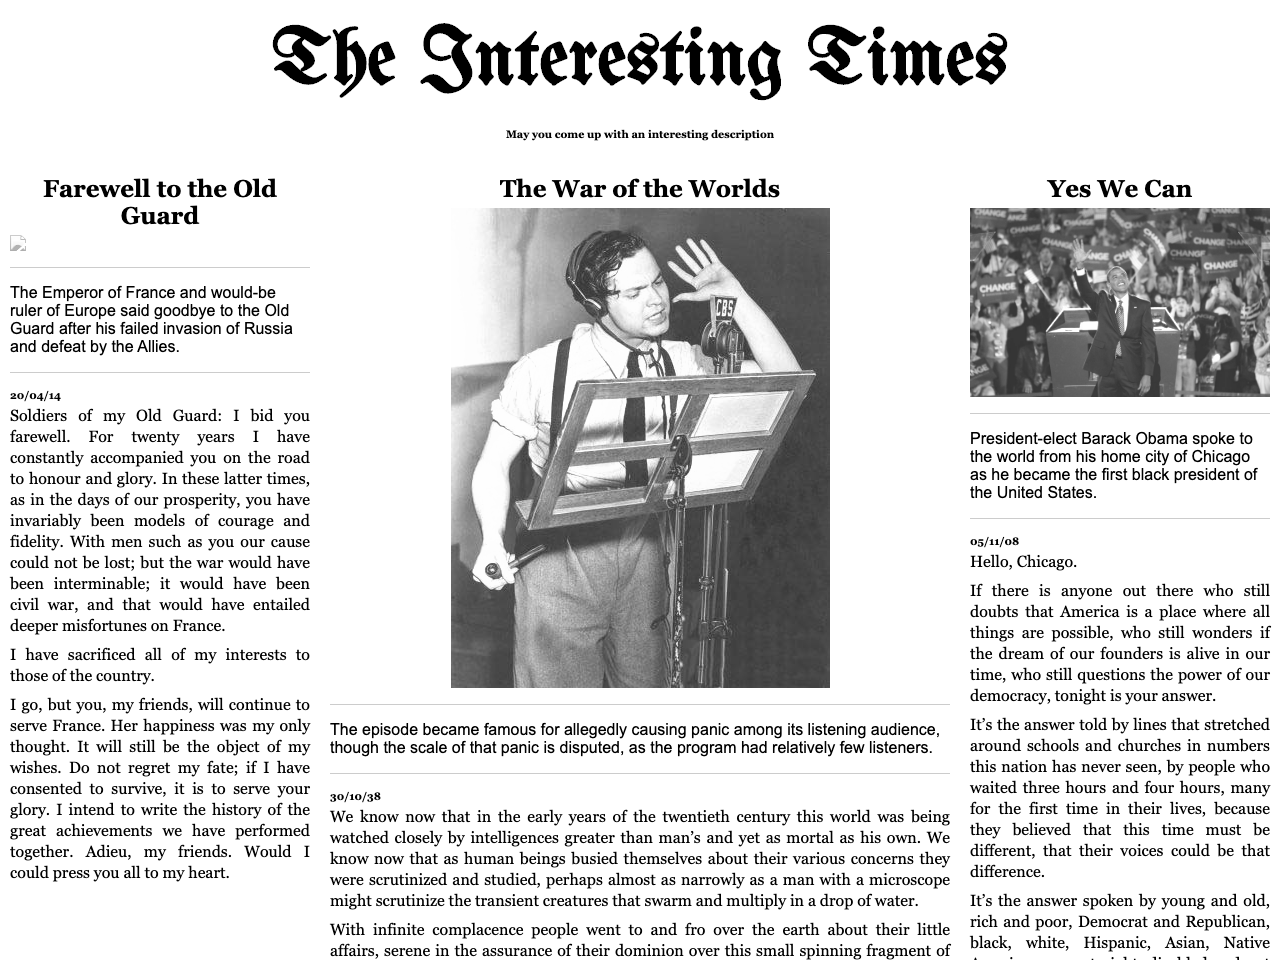 The Interesting Times
May you come up with an interesting description
Farewell to the Old
Guard
The Emperor of France and would-be
ruler of Europe said goodbye to the Old
Guard after his failed invasion of Russia
and defeat by the Allies.
20/04/14
Soldiers of my Old Guard: I bid you
farewell. For twenty years I have
constantly accompanied you on the road
to honour and glory. In these latter times,
as in the days of our prosperity, you have
invariably been models of courage and
fidelity. With men such as you our cause
could not be lost; but the war would have
been interminable; it would have been
civil war, and that would have entailed
deeper misfortunes on France.
I have sacrificed all of my interests to
those of the country.
I go, but you, my friends, will continue to
serve France. Her happiness was my only
thought. It will still be the object of my
wishes. Do not regret my fate; if I have
consented to survive, it is to serve your
glory. I intend to write the history of the
great achievements we have performed
together. Adieu, my friends. Would I
could press you all to my heart.
The War of the Worlds
CBS
The episode became famous for allegedly causing panic among its listening audience,
though the scale of that panic is disputed, as the program had relatively few listeners.
30/10/38
We know now that in the early years of the twentieth century this world was being
watched closely by intelligences greater than man’s and yet as mortal as his own. We
know now that as human beings busied themselves about their various concerns they
were scrutinized and studied, perhaps almost as narrowly as a man with a microscope
might scrutinize the transient creatures that swarm and multiply in a drop of water.
With infinite complacence people went to and fro over the earth about their little
affairs, serene in the assurance of their dominion over this small spinning fragment of
Yes We Can
CHANGE
CHANGE
CHANGE
CHANGE
CHANGE
President-elect Barack Obama spoke to
the world from his home city of Chicago
as he became the first black president of
the United States.
05/11/08
Hello, Chicago.
If there is anyone out there who still
doubts that America is a place where all
things are possible, who still wonders if
the dream of our founders is alive in our
time, who still questions the power of our
democracy, tonight is your answer.
It’s the answer told by lines that stretched
around schools and churches in numbers
this nation has never seen, by people who
waited three hours and four hours, many
for the first time in their lives, because
they believed that this time must be
different, that their voices could be that
difference.
It’s the answer spoken by young and old,
rich and poor, Democrat and Republican,
black, white, Hispanic, Asian, Native